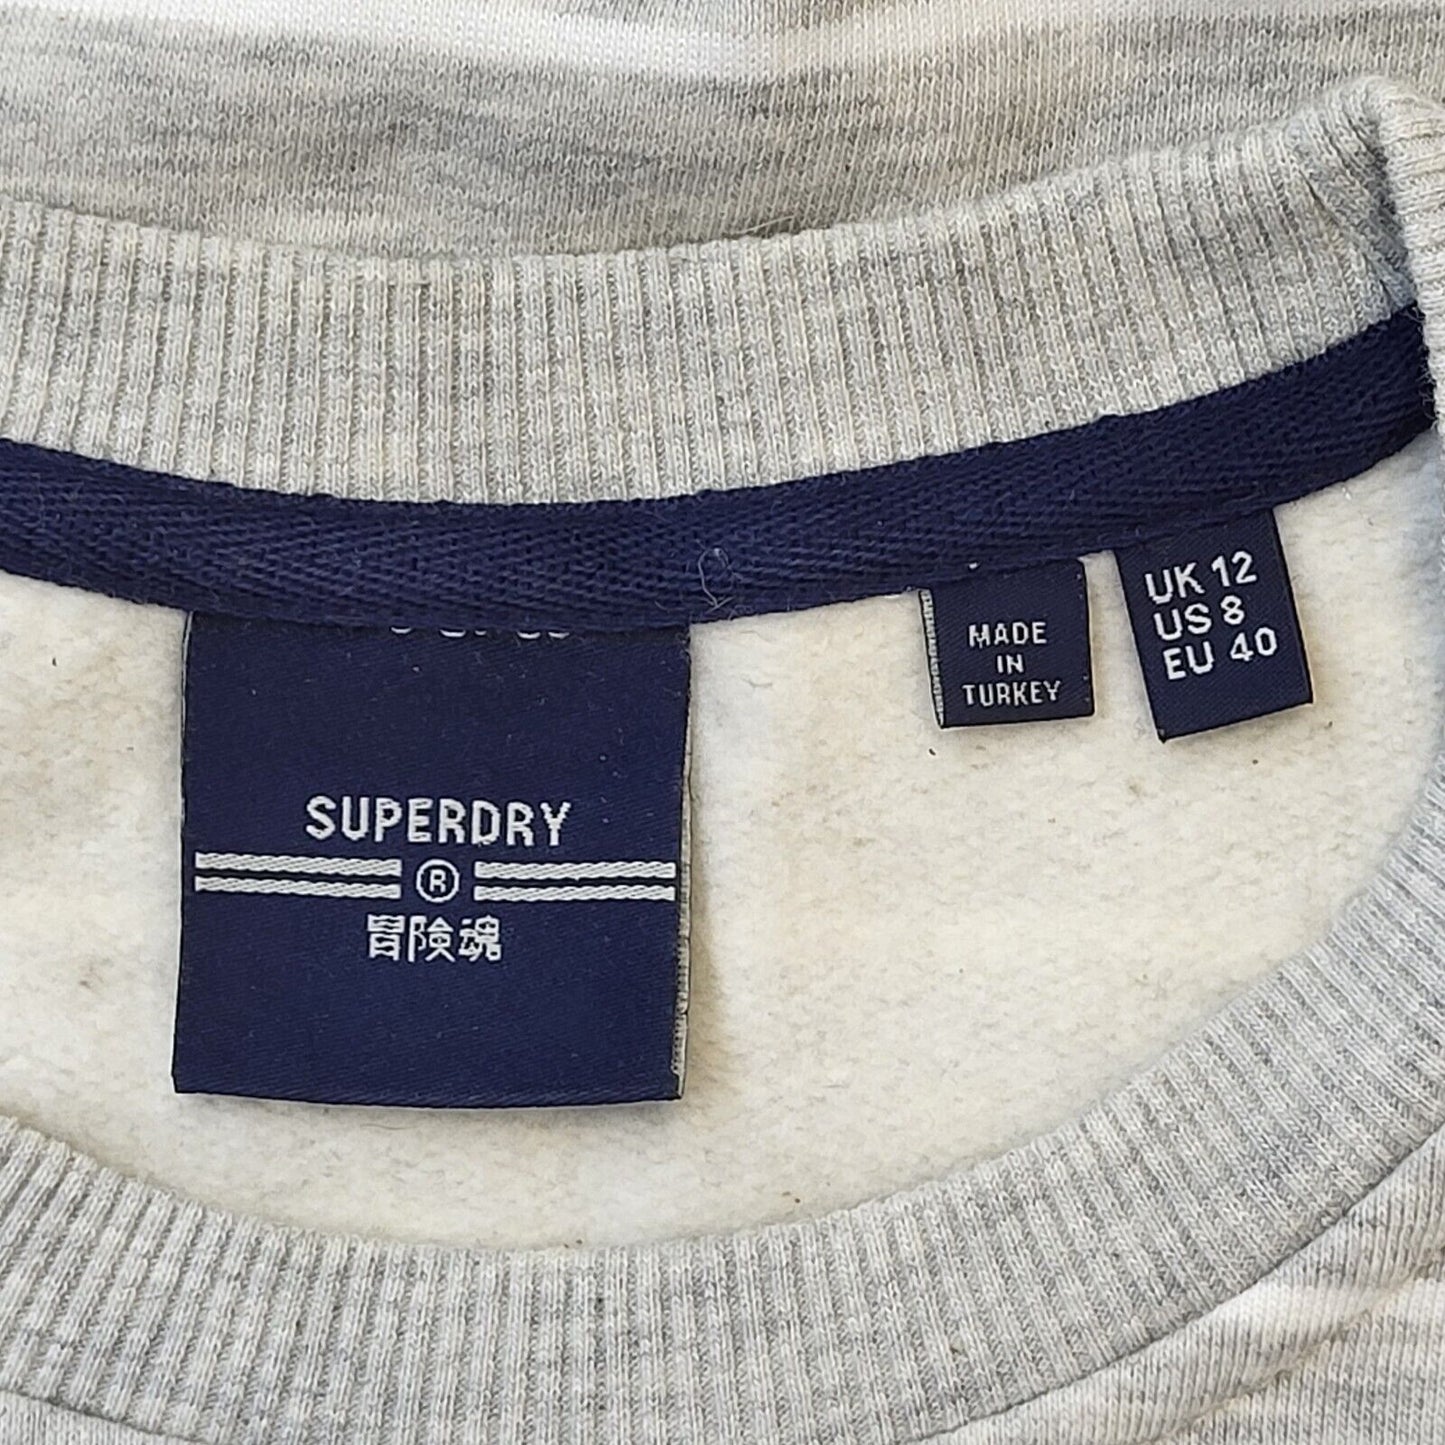 SUPERDRY
®
冒険魂
MADE
IN
TURKEY
UK 12
US 8
EU 40